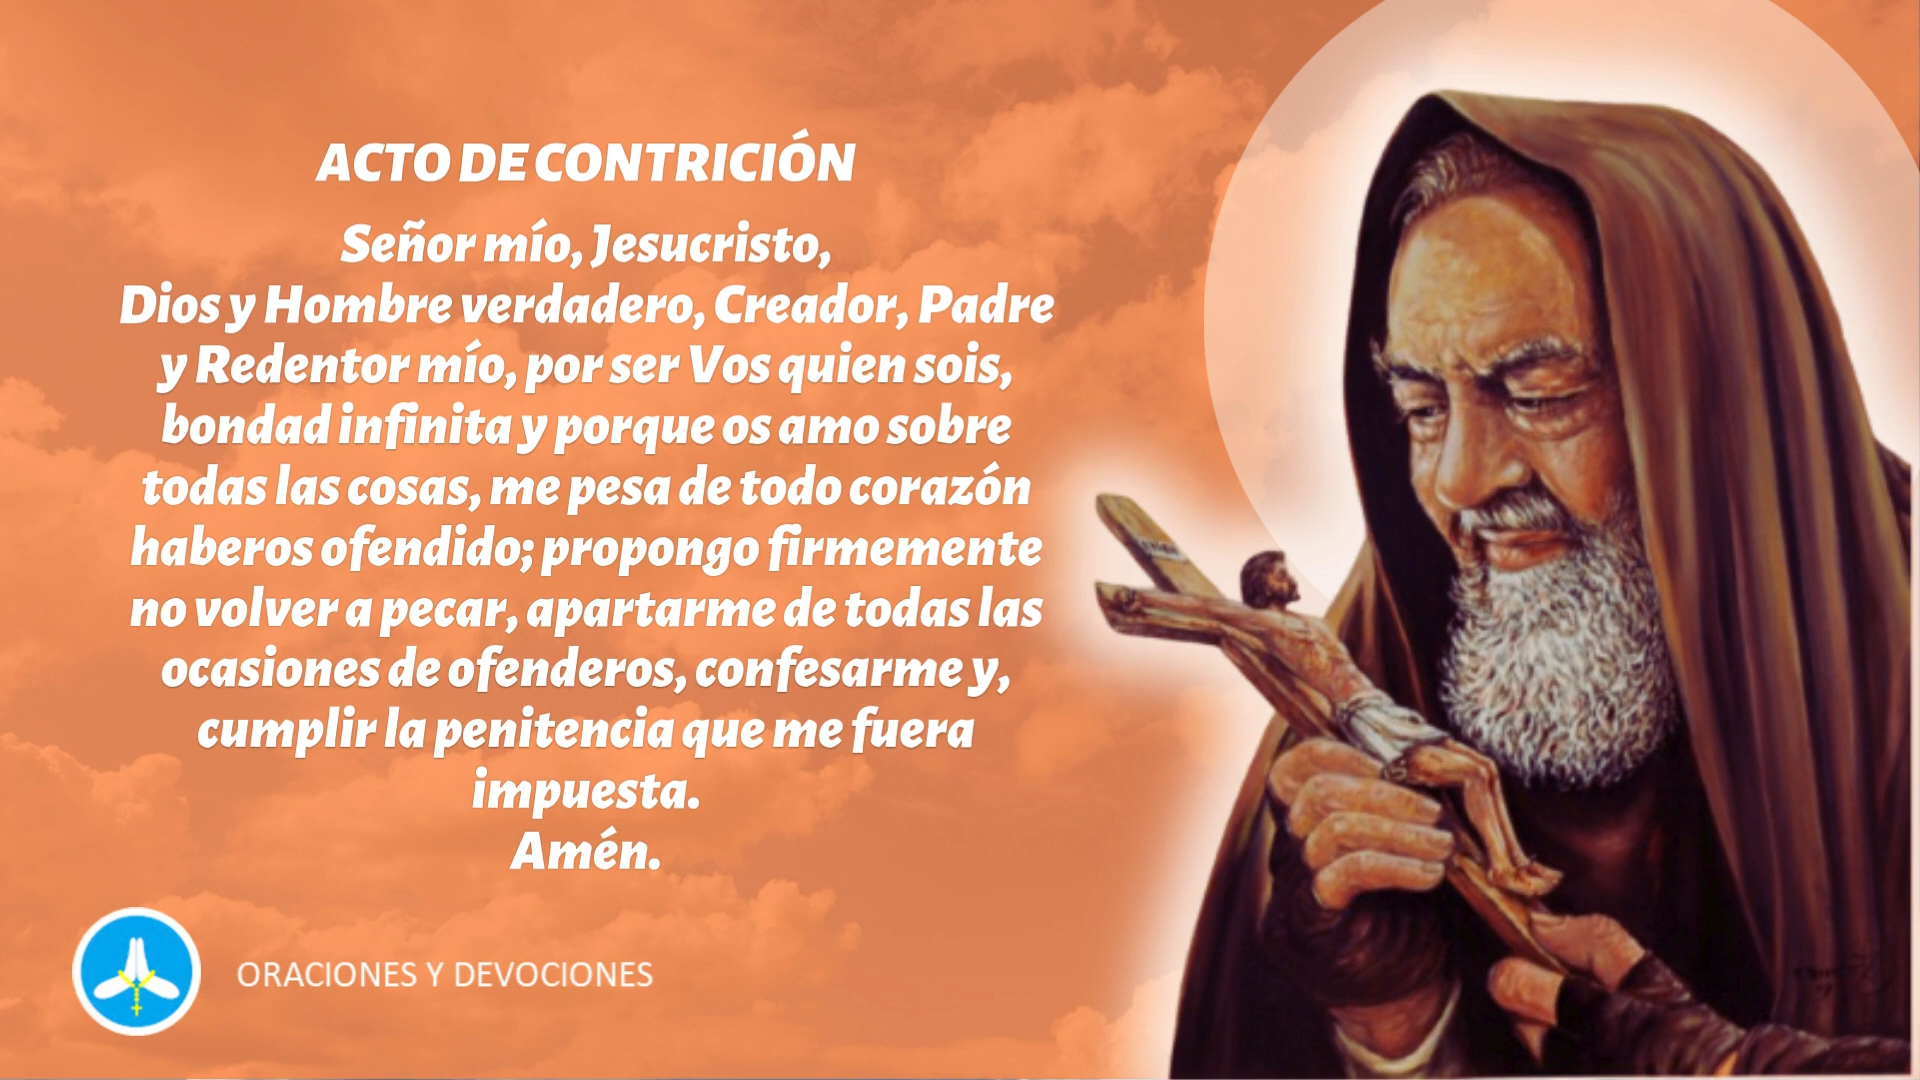 ACTO DE CONTRICIÓN
Señor mío, Jesucristo,
Dios y Hombre verdadero, Creador, Padre
y Redentor mío, por ser Vos quien sois,
bondad infinita y porque os amo sobre
todas las cosas, me pesa de todo corazón
haberos ofendido; propongo firmemente
no volver a pecar, apartarme de todas las
ocasiones de ofenderos, confesarme y,
cumplir la penitencia que me fuera
impuesta.
Amén.
ORACIONES Y DEVOCIONES